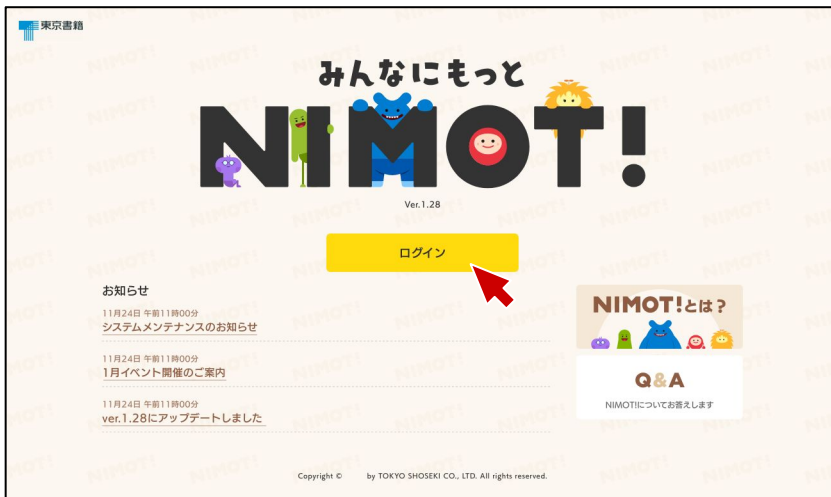 東京書籍
みんなにもっと
NIMOT!
Ver.1.28
ログイン
お知らせ
11月24日 午前11時00分
システムメンテナンスのお知らせ
11月24日 午前11時00分
1月イベント開催のご案内
11月24日 午前11時00分
ver.1.28にアップデートしました
NIMOT!とは?
Q&A
NIMOT!についてお答えします
Copyright © by TOKYO SHOSEKI CO., LTD. All rights reserved.